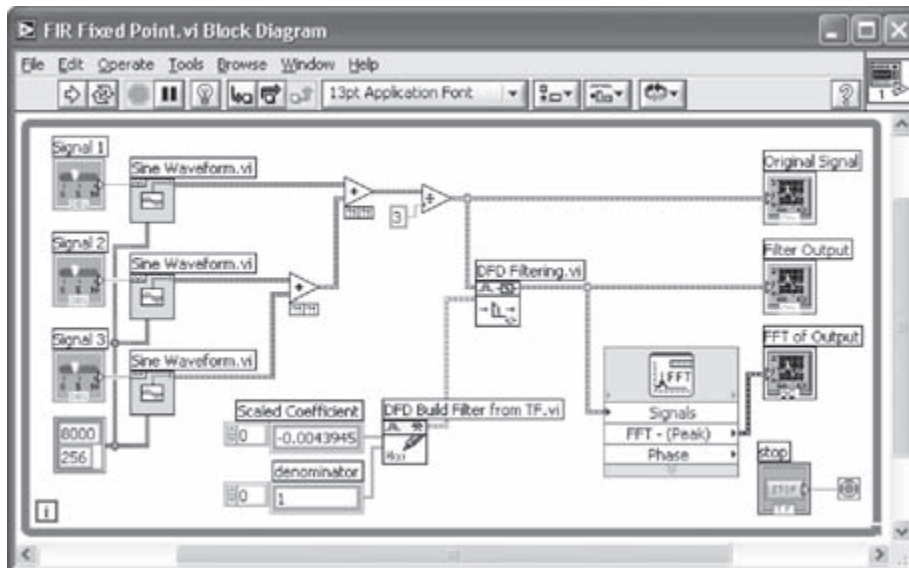 FIR Fixed Point.vi Block Diagram
File Edit Operate Tools Browse Window Help
13pt Application Font
1
Signal 1
Sine Waveform.vi
Original Signal
3
Signal 2
Sine Waveform.vi
DFD Filtering.vi
Filter Output
Signal 3
Sine Waveform.vi
FFT of Output
FFT
Scaled Coefficient
DFD Build Filter from TF.vi
Signals
8000
0
-0.0043945
FFT - (Peak)
256
Phase
stop
denominator
H(z)
0
1
STOP
TF
i